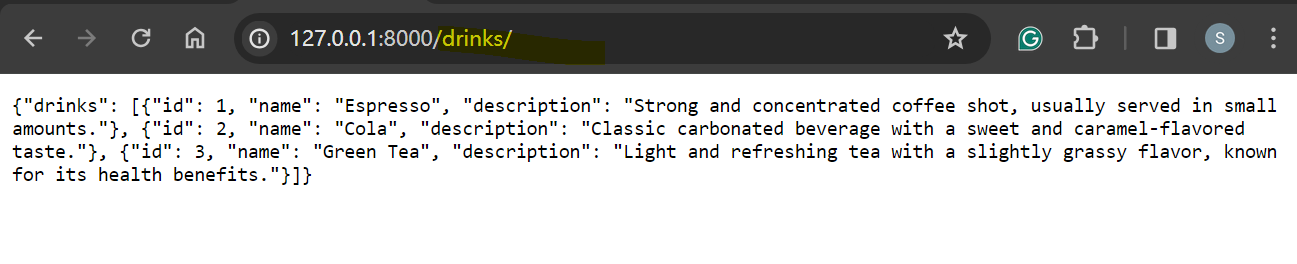 127.0.0.1:8000/drinks/
S
{"drinks": [{"id": 1, "name": "Espresso", "description": "Strong and concentrated coffee shot, usually served in small
amounts."}, {"id": 2, "name": "Cola", "description": "Classic carbonated beverage with a sweet and caramel-flavored
taste."}, {"id": 3, "name": "Green Tea", "description": "Light and refreshing tea with a slightly grassy flavor, known
for its health benefits."}]}